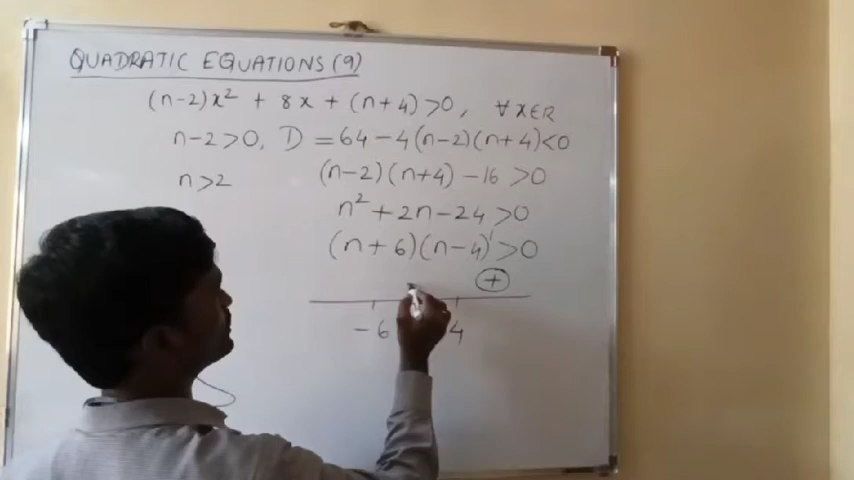 QUADRATIC EQUATIONS (9)
(n-2)x² + 8x + (n+4) >0, ∀ x∈R
n-2>0, D = 64-4(n-2)(n+4)<0
n>2 (n-2)(n+4) -16 >0
n² +2n-24 >0
(n+6)(n-4) >0
+
-6 4